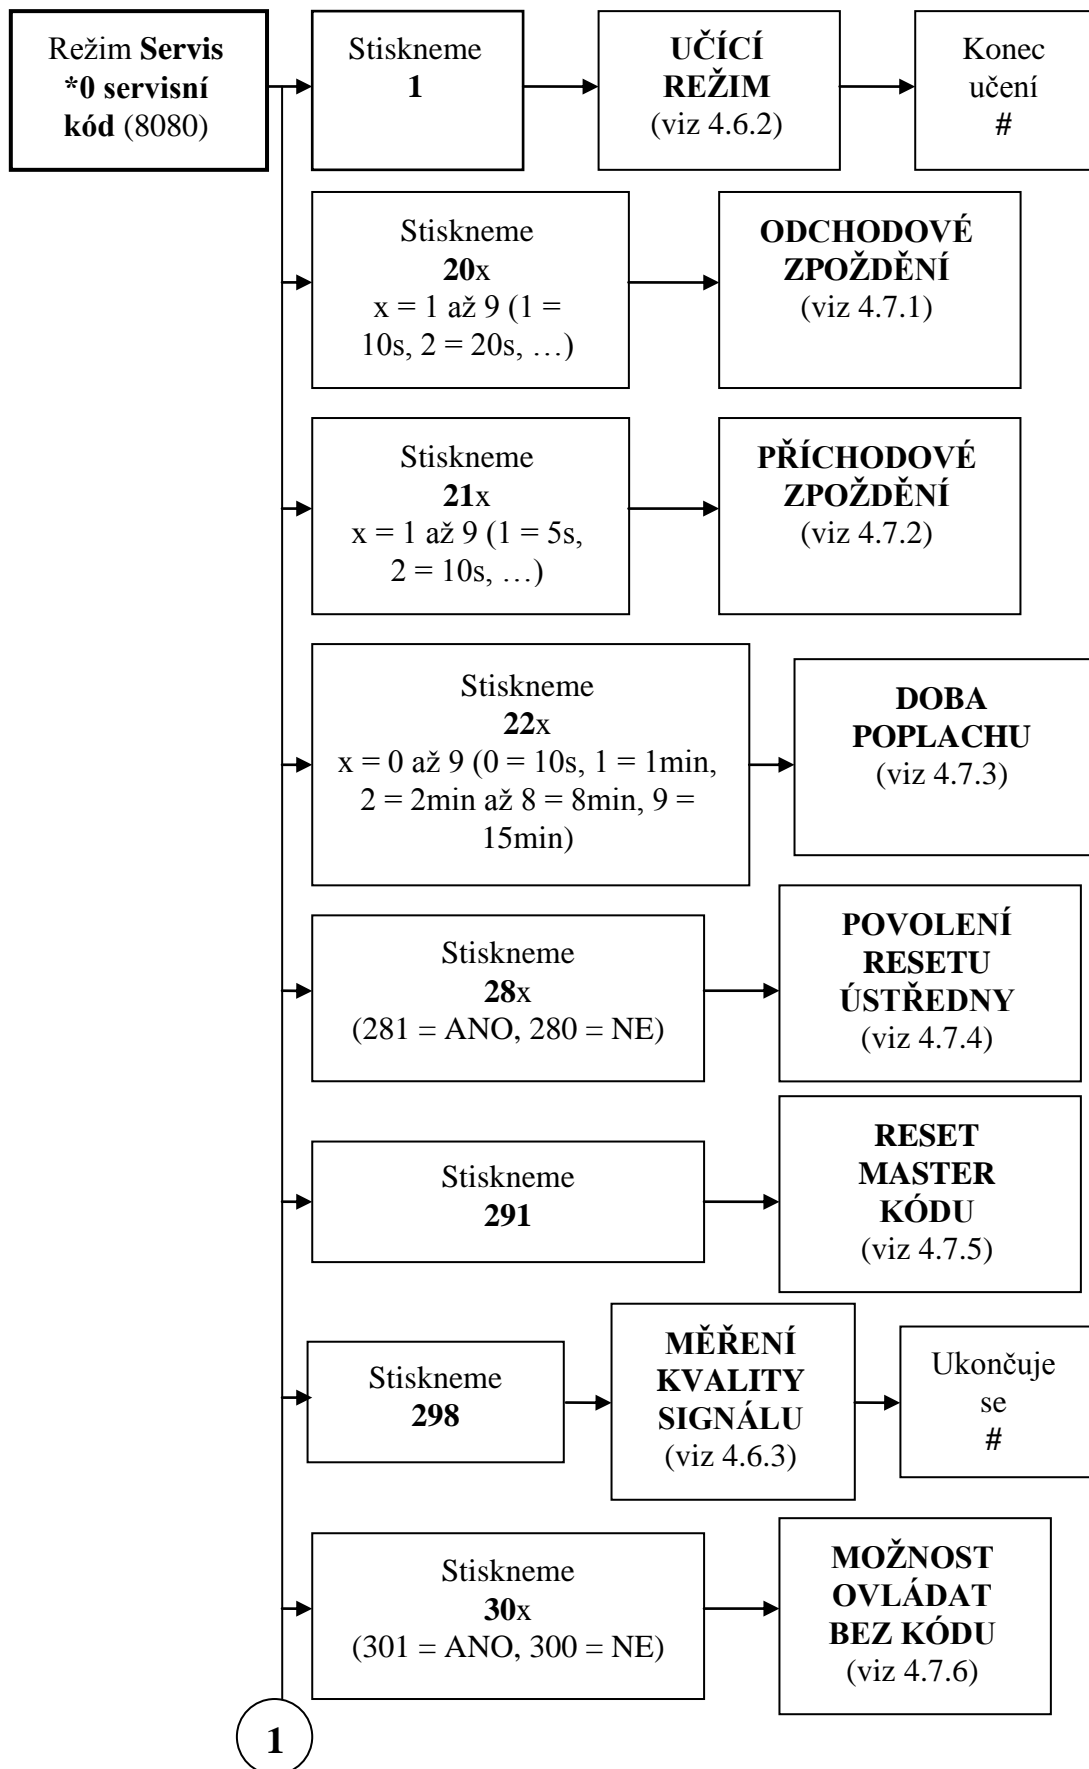 Režim Servis
*0 servisní
kód (8080)
Stiskneme
1
UČÍCÍ
REŽIM
(viz 4.6.2)
Konec
učení
#
Stiskneme
20x
x = 1 až 9 (1 =
10s, 2 = 20s, …)
ODCHODOVÉ
ZPOŽDĚNÍ
(viz 4.7.1)
Stiskneme
21x
x = 1 až 9 (1 = 5s,
2 = 10s, …)
PŘÍCHODOVÉ
ZPOŽDĚNÍ
(viz 4.7.2)
Stiskneme
22x
x = 0 až 9 (0 = 10s, 1 = 1min,
2 = 2min až 8 = 8min, 9 =
15min)
DOBA
POPLACHU
(viz 4.7.3)
Stiskneme
28x
(281 = ANO, 280 = NE)
POVOLENÍ
RESETU
ÚSTŘEDNY
(viz 4.7.4)
Stiskneme
291
RESET
MASTER
KÓDU
(viz 4.7.5)
Stiskneme
298
MĚŘENÍ
KVALITY
SIGNÁLU
(viz 4.6.3)
Ukončuje
se
#
Stiskneme
30x
(301 = ANO, 300 = NE)
MOŽNOST
OVLÁDAT
BEZ KÓDU
(viz 4.7.6)
1